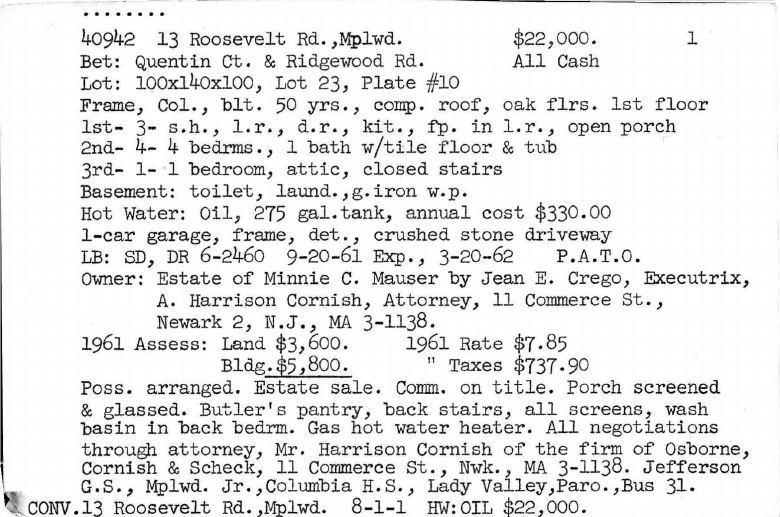 ........
40942 13 Roosevelt Rd.,Mplwd. $22,000. 1
Bet: Quentin Ct. & Ridgewood Rd. All Cash
Lot: 100x140x100, Lot 23, Plate #10
Frame, Col., blt. 50 yrs., comp. roof, oak flrs. 1st floor
1st- 3- s.h., l.r., d.r., kit., fp. in l.r., open porch
2nd- 4- 4 bedrms., 1 bath w/tile floor & tub
3rd- 1- 1 bedroom, attic, closed stairs
Basement: toilet, laund.,g.iron w.p.
Hot Water: Oil, 275 gal.tank, annual cost $330.00
1-car garage, frame, det., crushed stone driveway
LB: SD, DR 6-2460 9-20-61 Exp., 3-20-62 P.A.T.O.
Owner: Estate of Minnie C. Mauser by Jean E. Crego, Executrix,
A. Harrison Cornish, Attorney, 11 Commerce St.,
Newark 2, N.J., MA 3-1138.
1961 Assess: Land $3,600. 1961 Rate $7.85
Bldg.$5,800. " Taxes $737.90
Poss. arranged. Estate sale. Comm. on title. Porch screened
& glassed. Butler's pantry, back stairs, all screens, wash
basin in back bedrm. Gas hot water heater. All negotiations
through attorney, Mr. Harrison Cornish of the firm of Osborne,
Cornish & Scheck, 11 Commerce St., Nwk., MA 3-1138. Jefferson
G.S., Mplwd. Jr.,Columbia H.S., Lady Valley,Paro.,Bus 31.
CONV.13 Roosevelt Rd.,Mplwd. 8-1-1 HW:OIL $22,000.